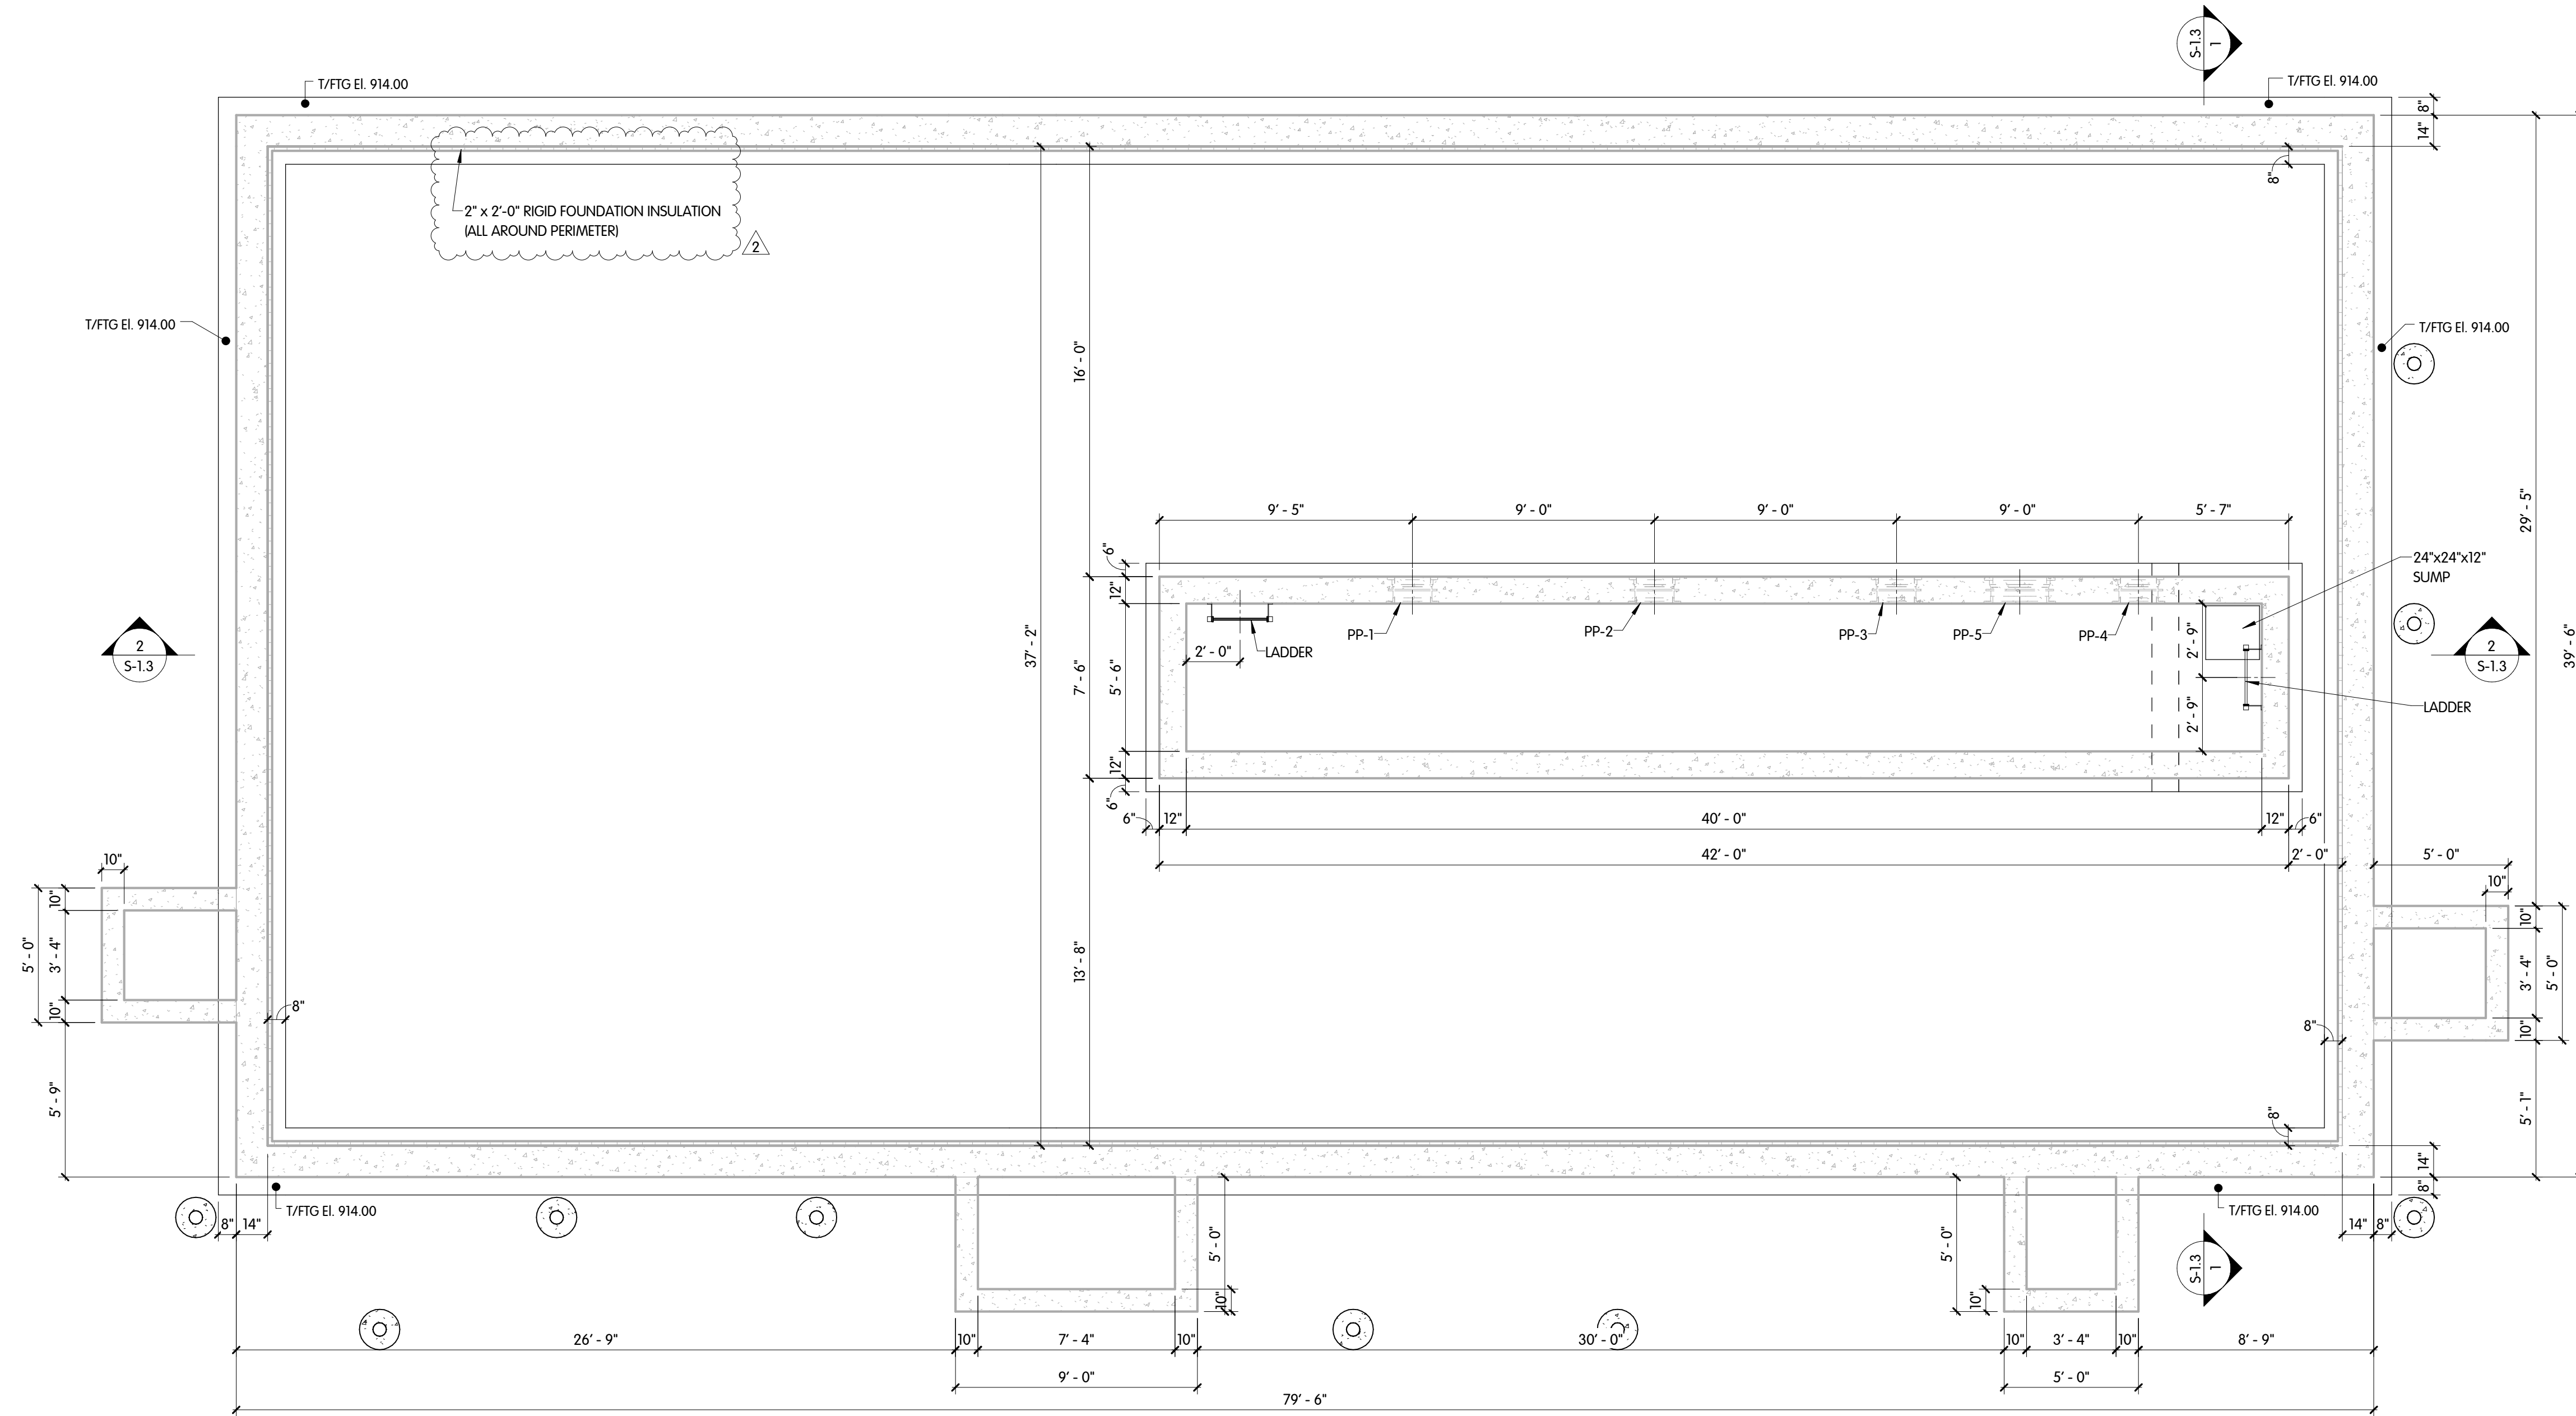 S-1.3
1
T/FTG El. 914.00
T/FTG El. 914.00
8"
14"
8"
2" x 2'-0" RIGID FOUNDATION INSULATION
(ALL AROUND PERIMETER)
2
T/FTG El. 914.00
T/FTG El. 914.00
16' - 0"
29' - 5"
9' - 5"
9' - 0"
9' - 0"
9' - 0"
5' - 7"
6"
12"
24"x24"x12"
SUMP
PP-1
PP-2
PP-3
PP-5
PP-4
2' - 0"
LADDER
2' - 9"
2' - 9"
LADDER
2
S-1.3
2
S-1.3
37' - 2"
7' - 6"
5' - 6"
39' - 6"
12"
6"
6"
12"
40' - 0"
12"
6"
42' - 0"
2' - 0"
5' - 0"
10"
10"
10"
3' - 4"
5' - 0"
10"
5' - 9"
8"
13' - 8"
8"
10"
3' - 4"
5' - 0"
10"
5' - 1"
8"
14"
8"
T/FTG El. 914.00
T/FTG El. 914.00
8"
14"
14"
8"
5' - 0"
10"
5' - 0"
10"
S-1.3
1
26' - 9"
10"
7' - 4"
10"
30' - 0"
10"
3' - 4"
10"
8' - 9"
9' - 0"
5' - 0"
79' - 6"